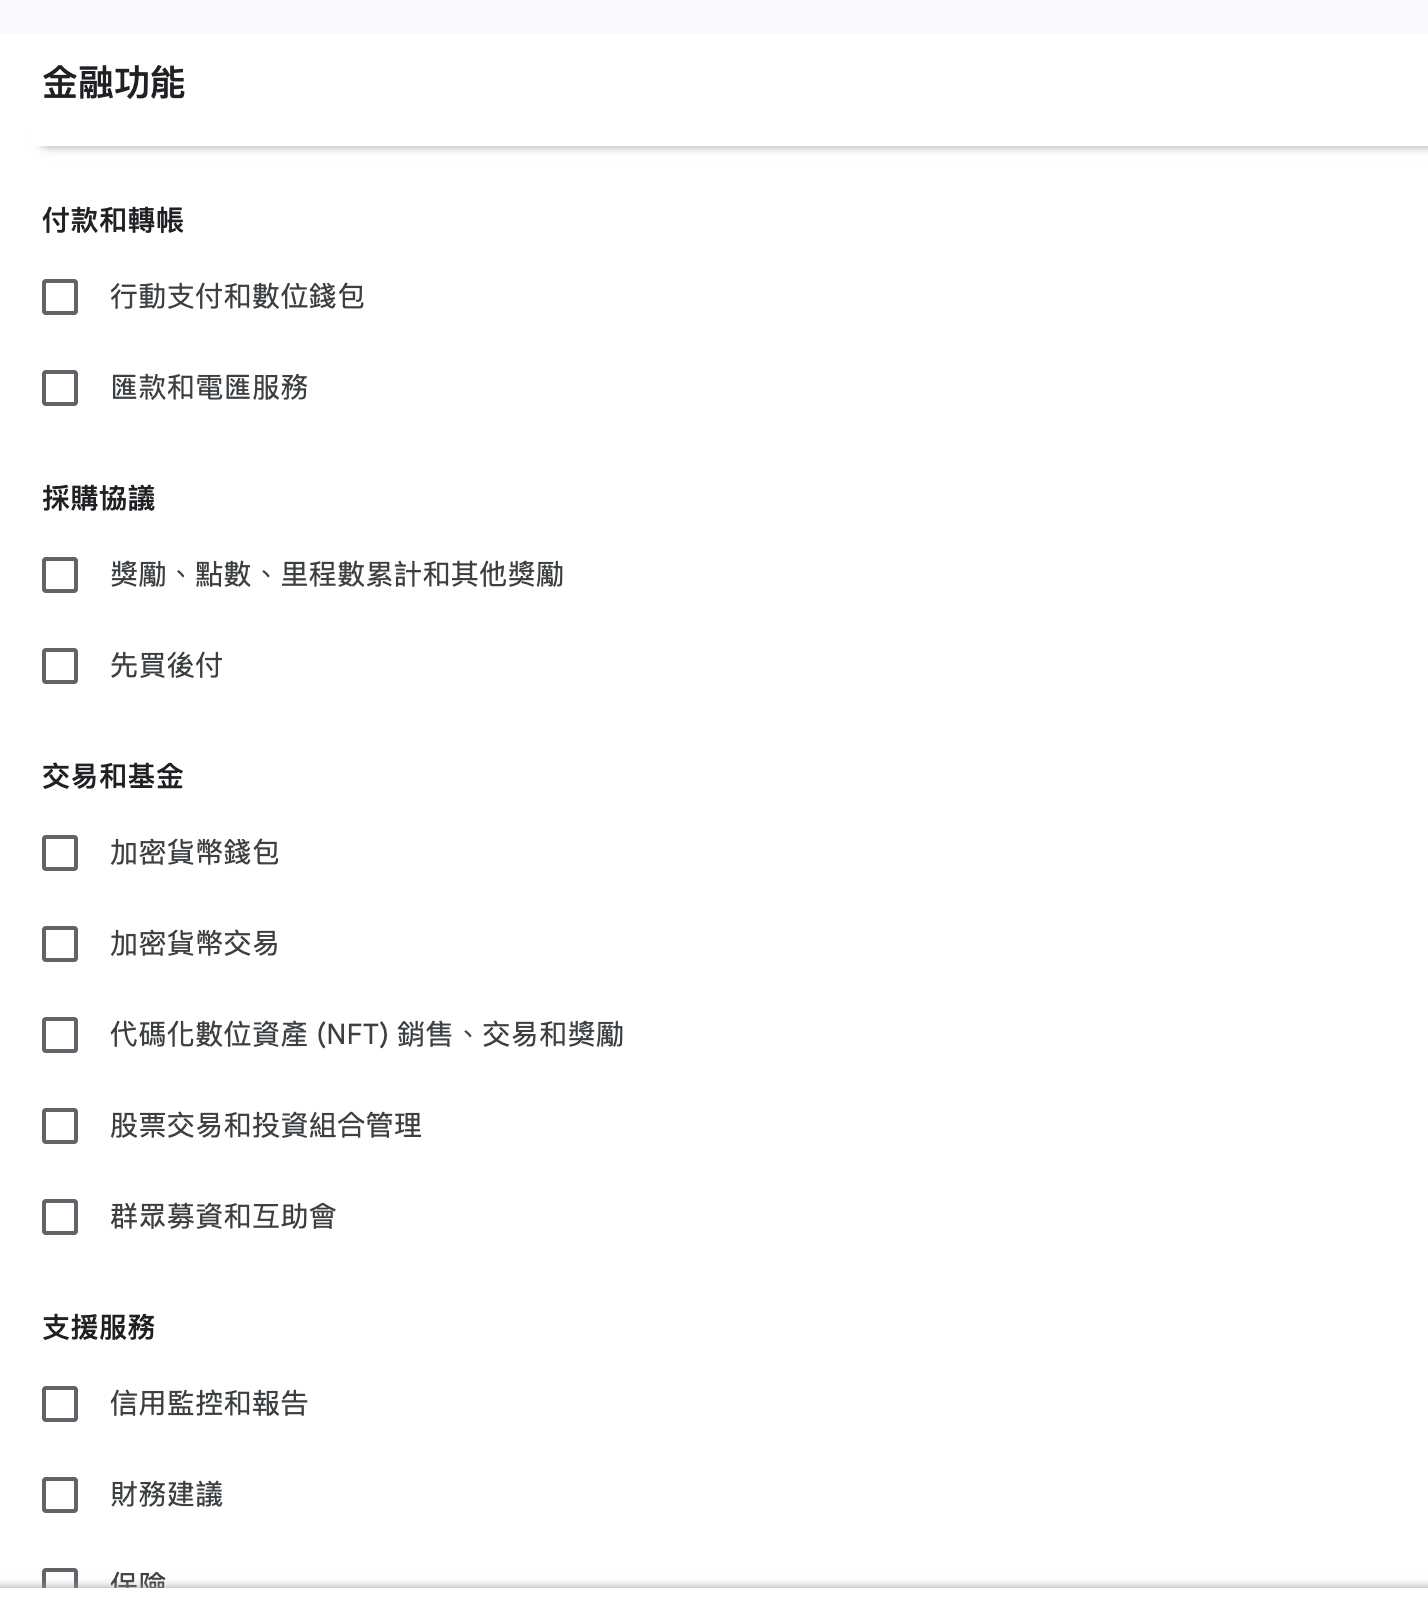 金融功能
付款和轉帳
行動支付和數位錢包
匯款和電匯服務
採購協議
獎勵、點數、里程數累計和其他獎勵
先買後付
交易和基金
加密貨幣錢包
加密貨幣交易
代碼化數位資產 (NFT) 銷售、交易和獎勵
股票交易和投資組合管理
群眾募資和互助會
支援服務
信用監控和報告
財務建議
保險